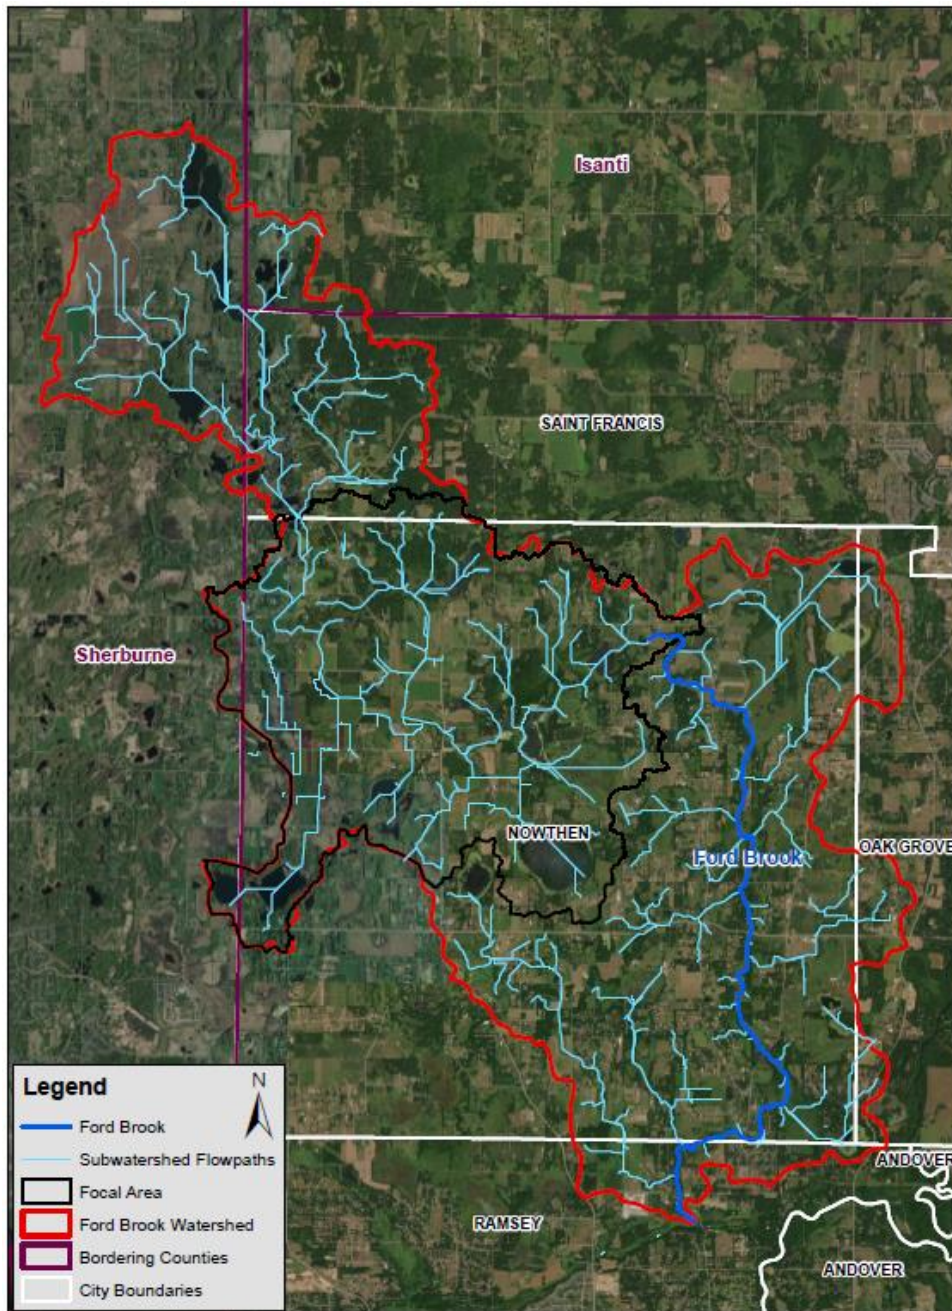 Isanti
SAINT FRANCIS
Sherburne
NOWTHEN
Ford Brook
OAK GROVE
ANDOVER
RAMSEY
ANDOVER
Legend
N
Ford Brook
Subwatershed Flowpaths
Focal Area
Ford Brook Watershed
Bordering Counties
City Boundaries